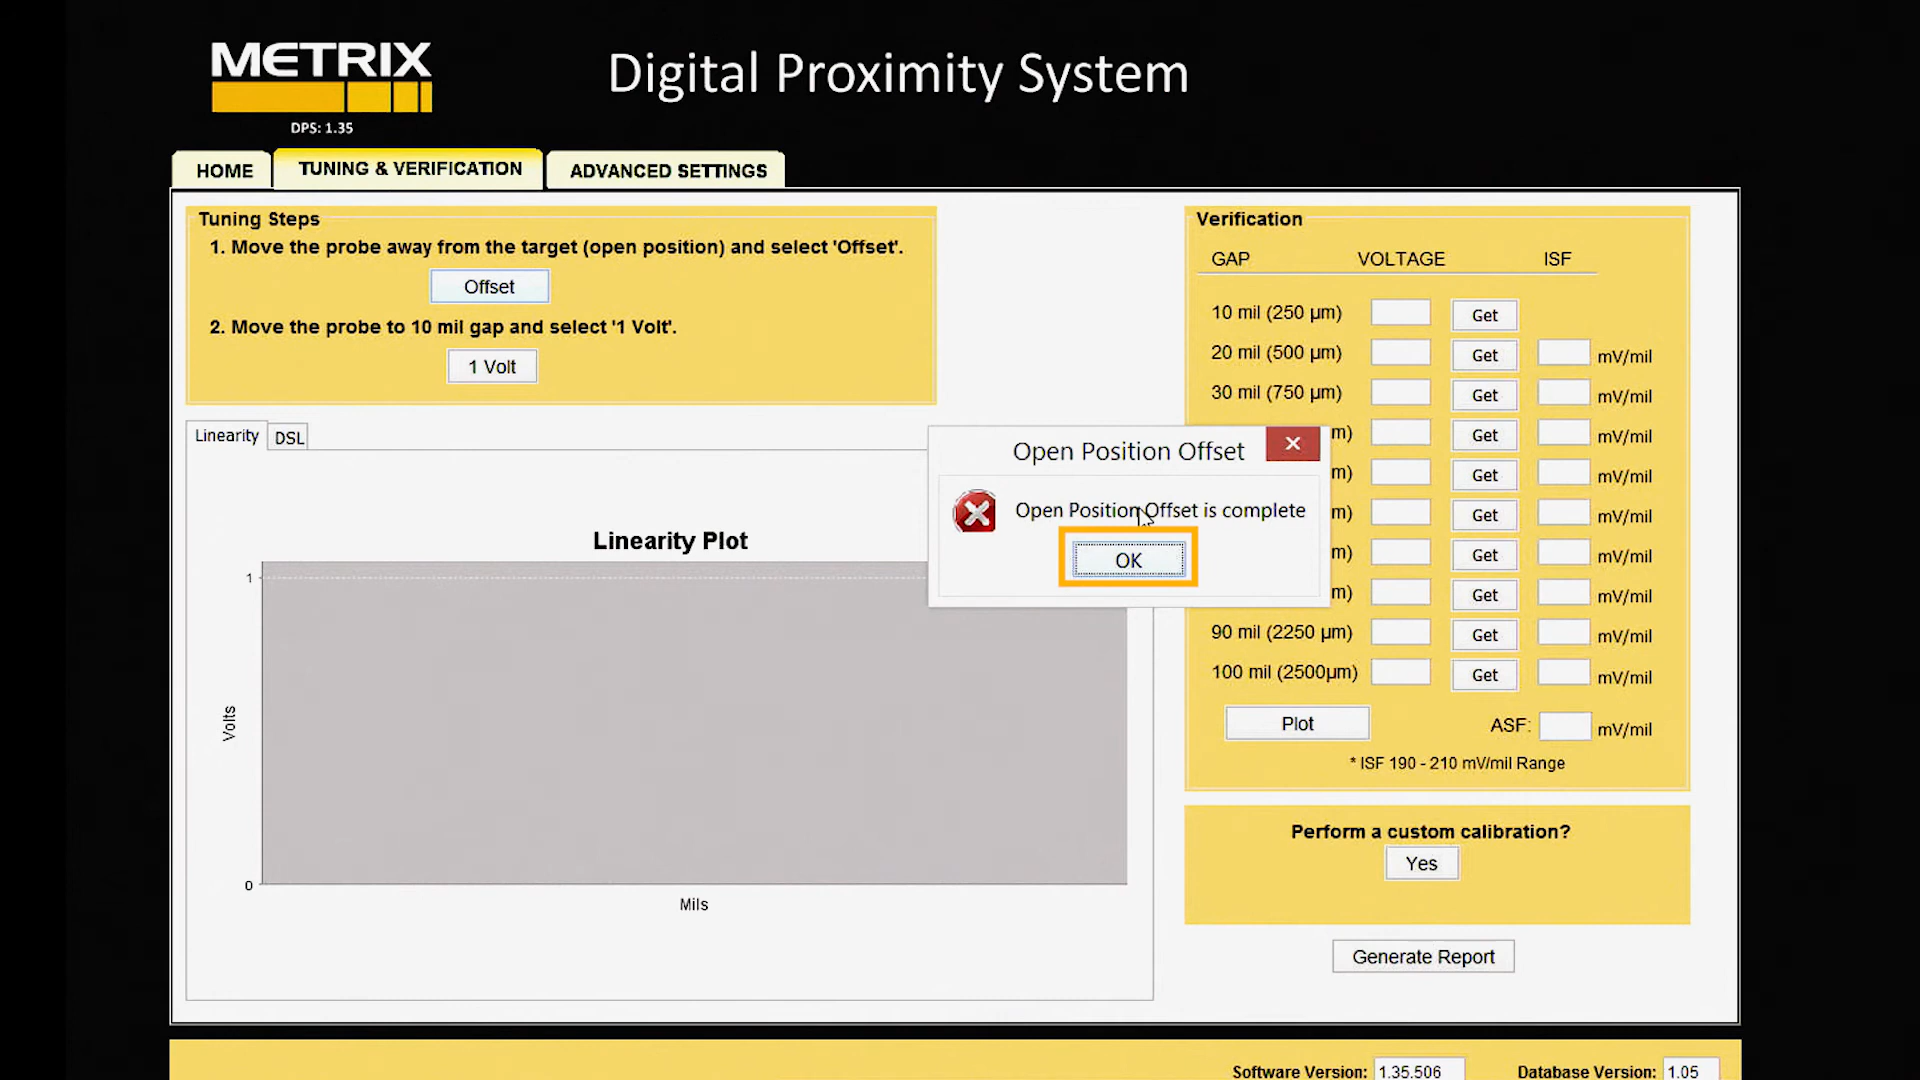 METRIX
DPS: 1.35
Digital Proximity System
HOME
TUNING & VERIFICATION
ADVANCED SETTINGS
Tuning Steps
1. Move the probe away from the target (open position) and select 'Offset'.
Offset
2. Move the probe to 10 mil gap and select '1 Volt'.
1 Volt
Linearity
DSL
Linearity Plot
1
Volts
0
Mils
Open Position Offset
Open Position Offset is complete
OK
Verification
GAP VOLTAGE ISF
10 mil (250 µm) Get
20 mil (500 µm) Get mV/mil
30 mil (750 µm) Get mV/mil
m) Get mV/mil
m) Get mV/mil
m) Get mV/mil
m) Get mV/mil
m) Get mV/mil
90 mil (2250 µm) Get mV/mil
100 mil (2500µm) Get mV/mil
Plot ASF: mV/mil
* ISF 190 - 210 mV/mil Range
Perform a custom calibration?
Yes
Generate Report
Software Version: 1.35.506 Database Version: 1.05